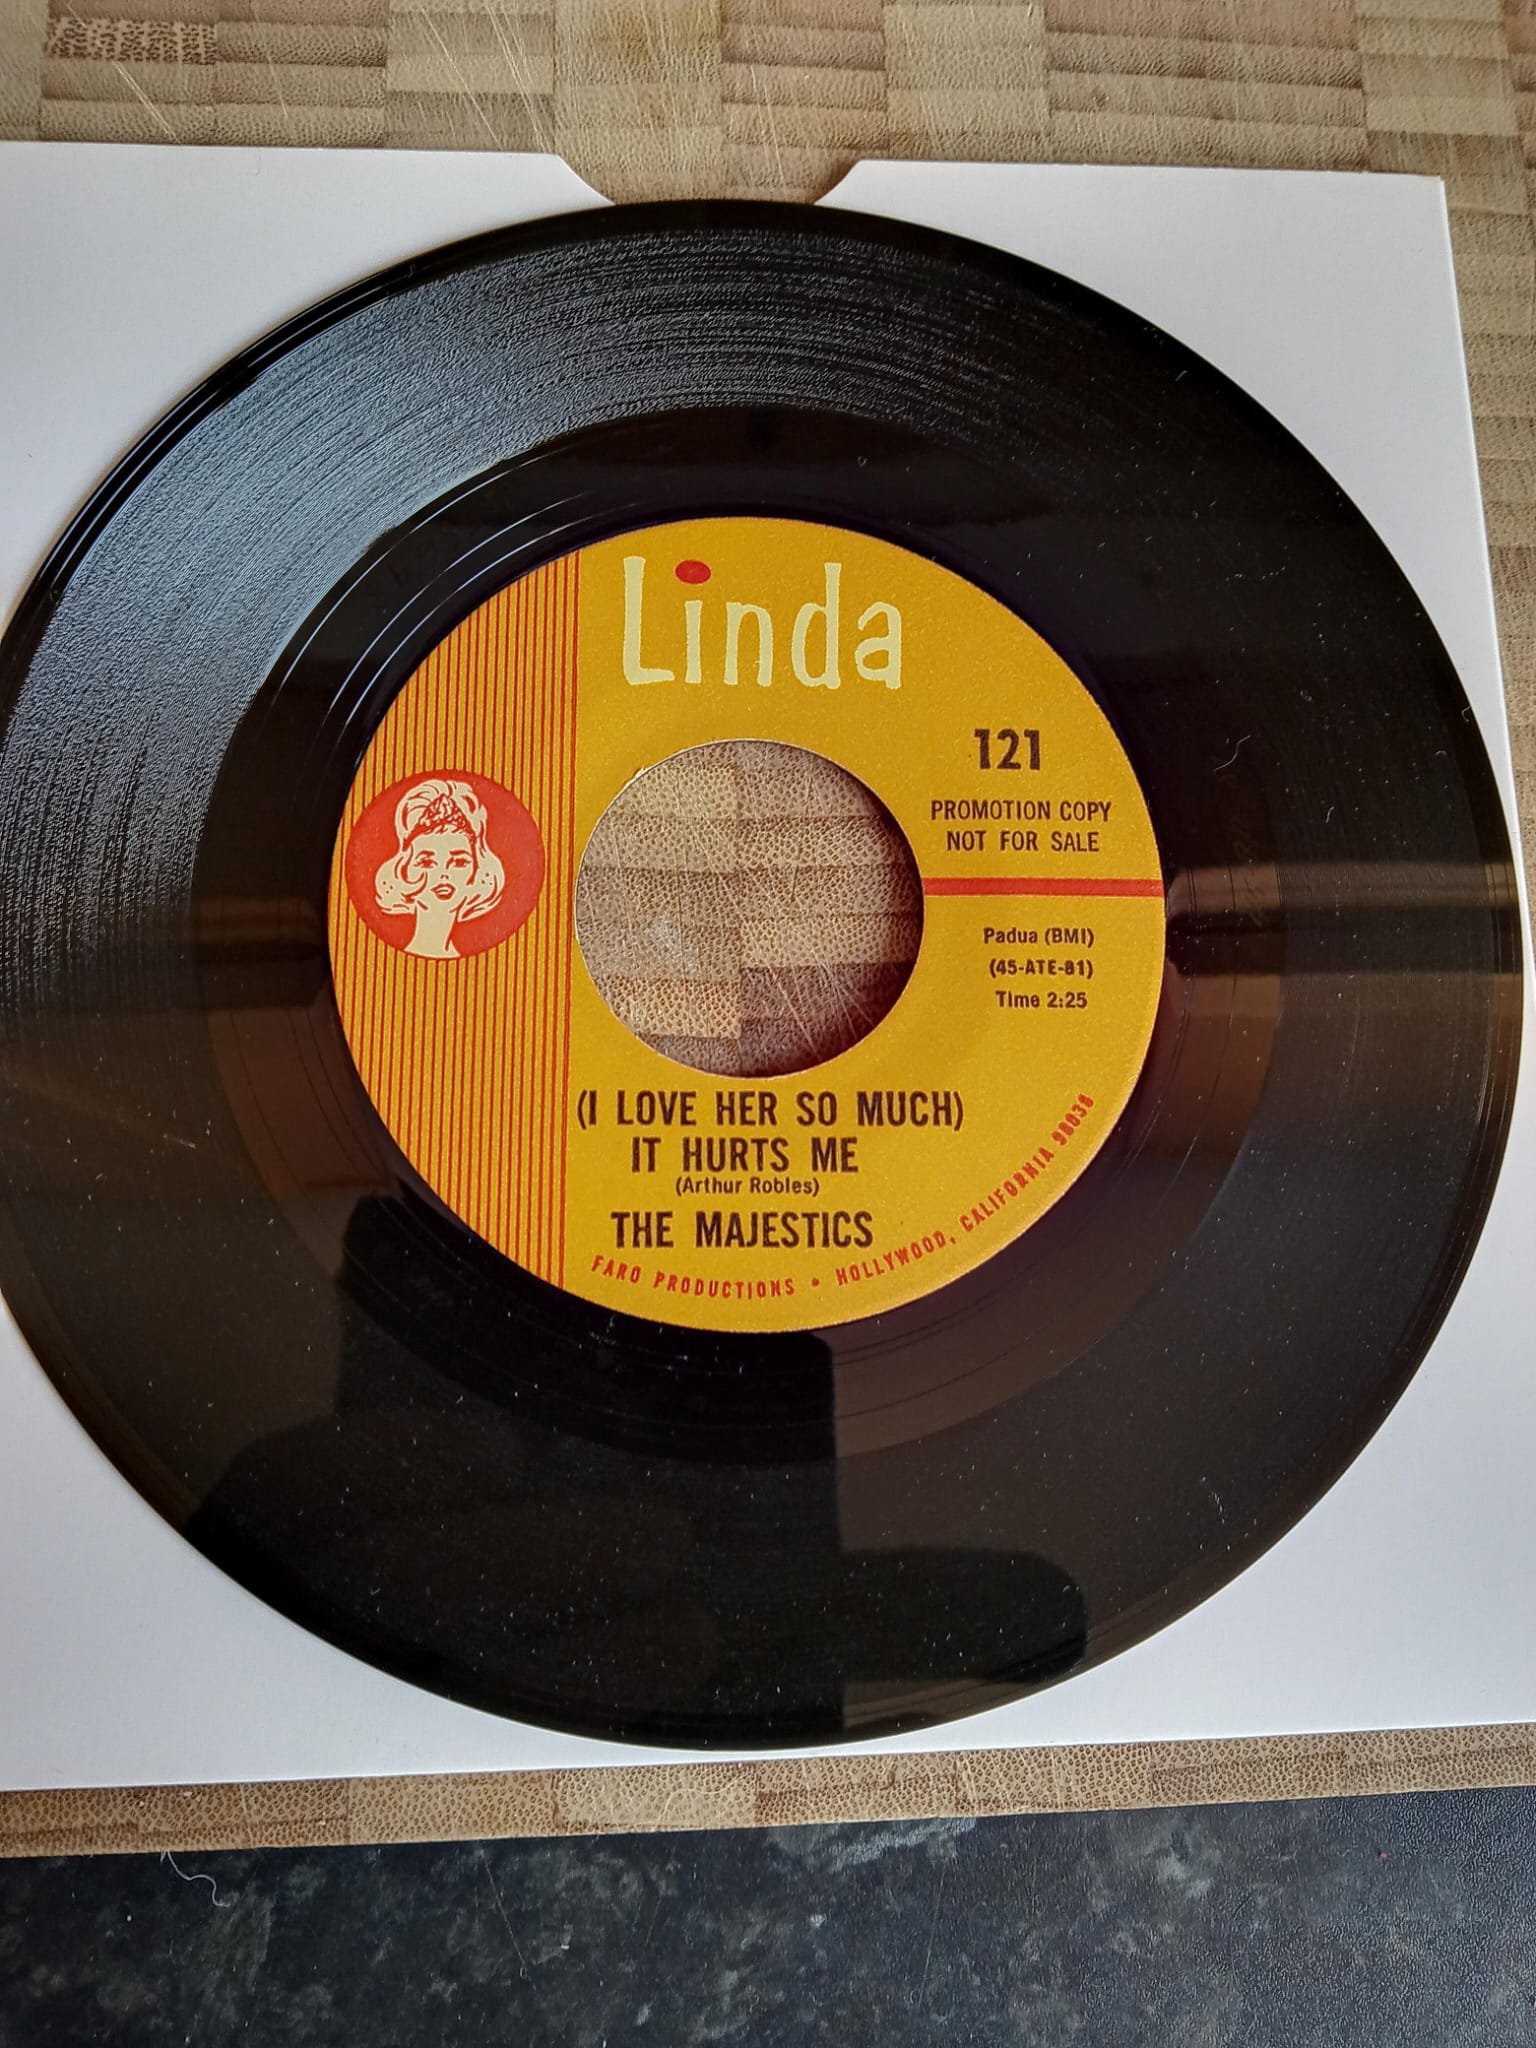 Linda
121
PROMOTION COPY
NOT FOR SALE
Padua (BMI)
(45-ATE-81)
Time 2:25
(I LOVE HER SO MUCH)
IT HURTS ME
(Arthur Robles)
THE MAJESTICS
FARO PRODUCTIONS • HOLLYWOOD, CALIFORNIA 98038